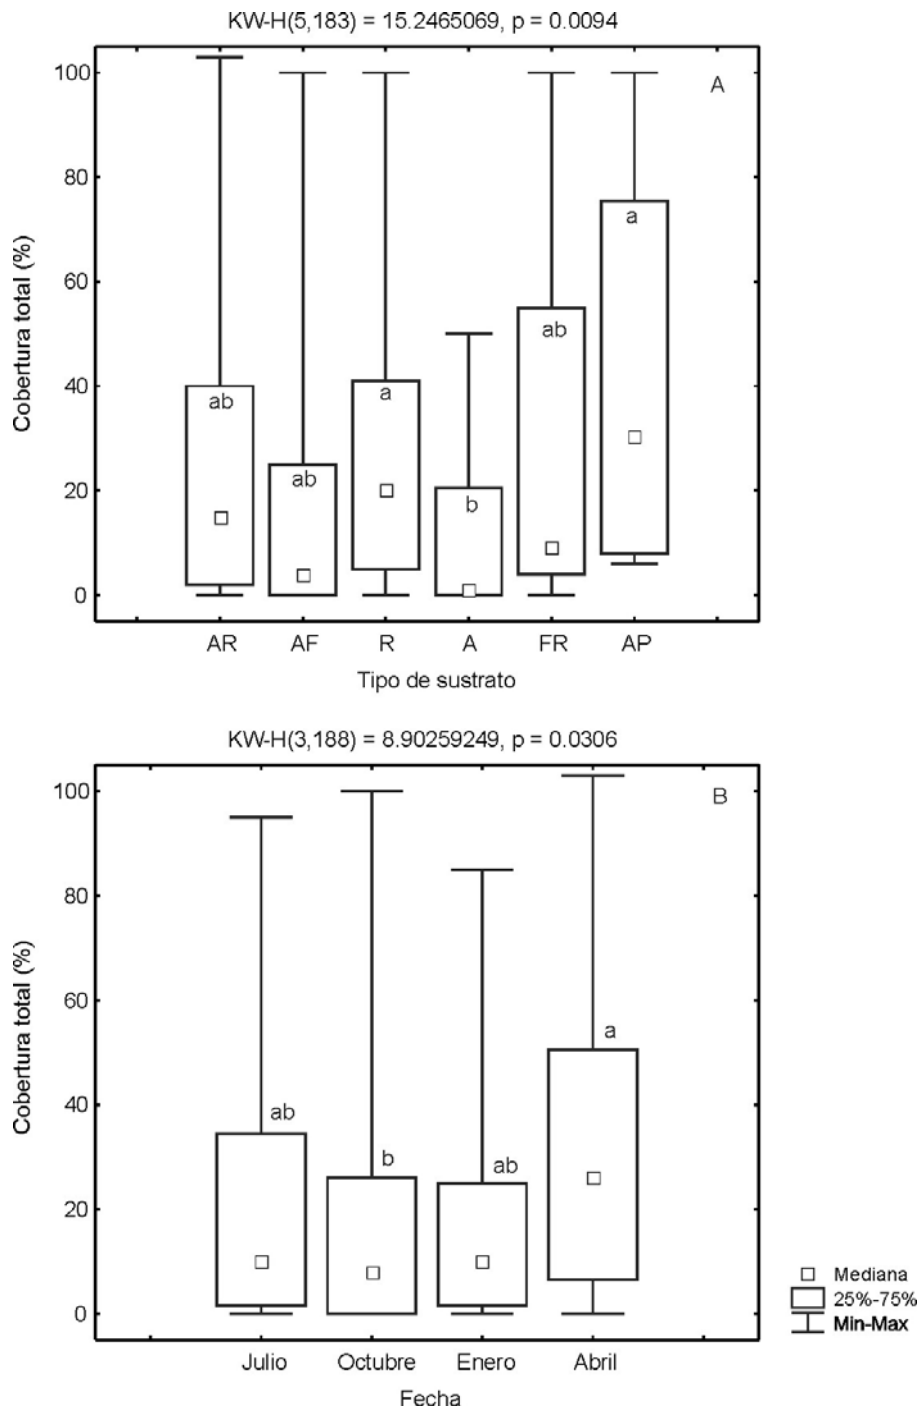 KW-H(5,183) = 15.2465069, p = 0.0094
A
100
80
60
40
20
0
Cobertura total (%)
ab
ab
a
b
ab
a
AR AF R A FR AP
Tipo de sustrato
KW-H(3,188) = 8.90259249, p = 0.0306
B
100
80
60
40
20
0
Cobertura total (%)
ab
b
ab
a
Julio Octubre Enero Abril
Fecha
Mediana
25%-75%
Min-Max